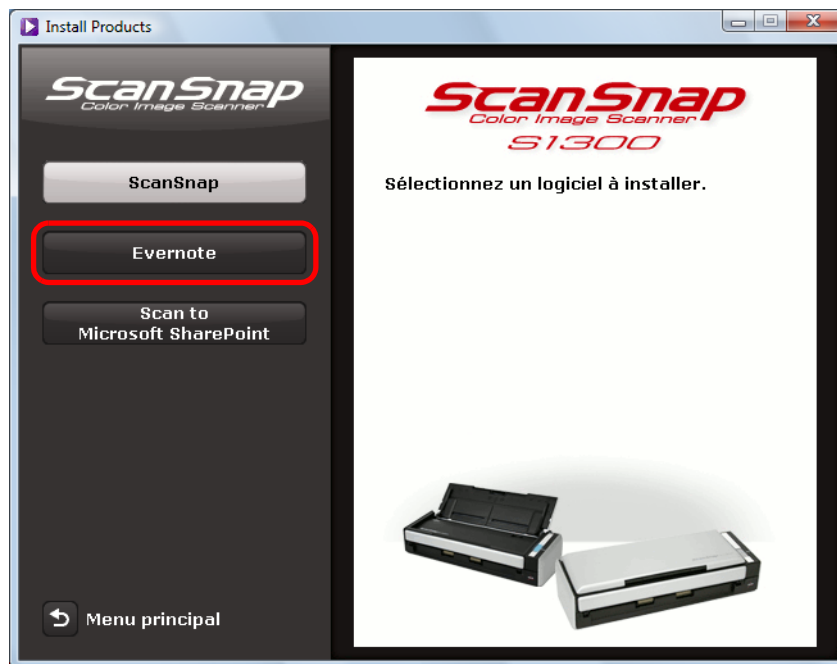 Install Products
ScanSnap
Color Image Scanner
ScanSnap
Evernote
Scan to
Microsoft SharePoint
Menu principal
ScanSnap
Color Image Scanner
S1300
Sélectionnez un logiciel à installer.